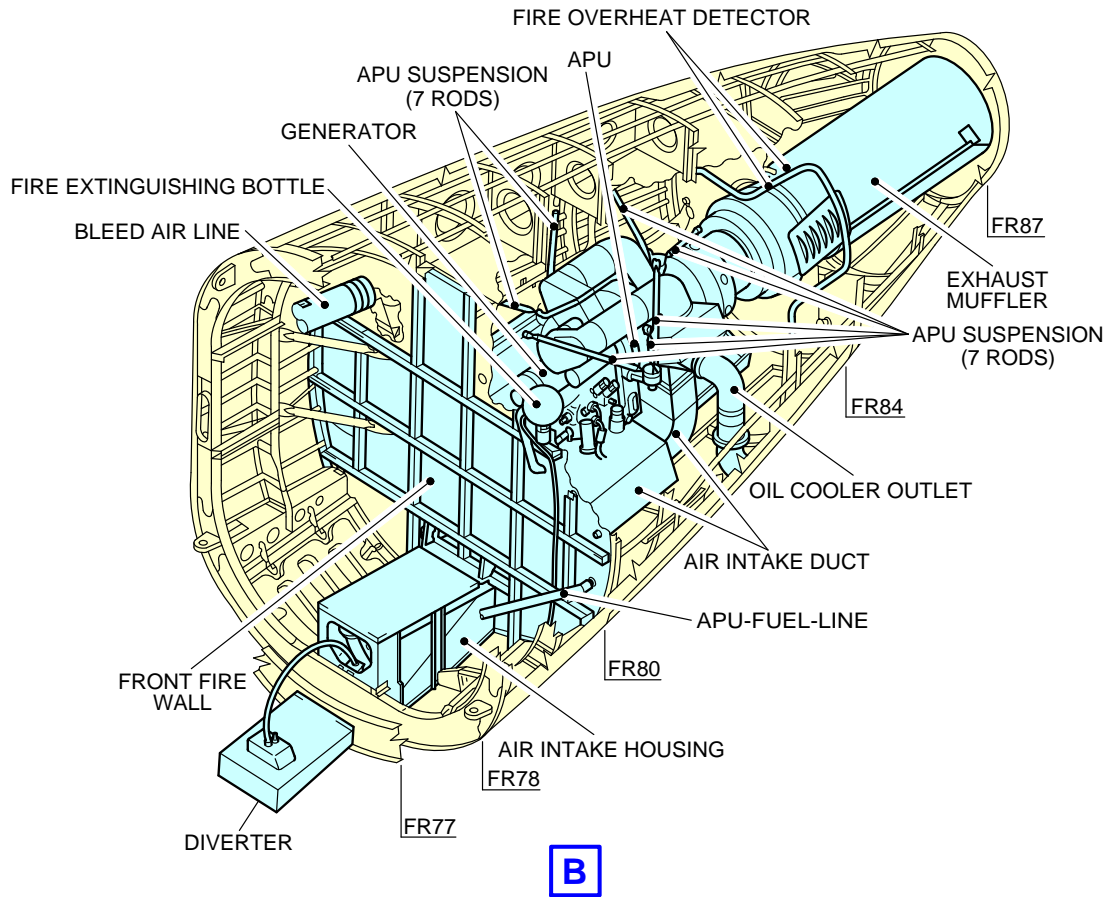 FIRE OVERHEAT DETECTOR
APU
APU SUSPENSION
(7 RODS)
GENERATOR
FIRE EXTINGUISHING BOTTLE
BLEED AIR LINE
FR87
EXHAUST
MUFFLER
APU SUSPENSION
(7 RODS)
FR84
OIL COOLER OUTLET
AIR INTAKE DUCT
APU-FUEL-LINE
FR80
FRONT FIRE
WALL
AIR INTAKE HOUSING
FR78
FR77
DIVERTER
B